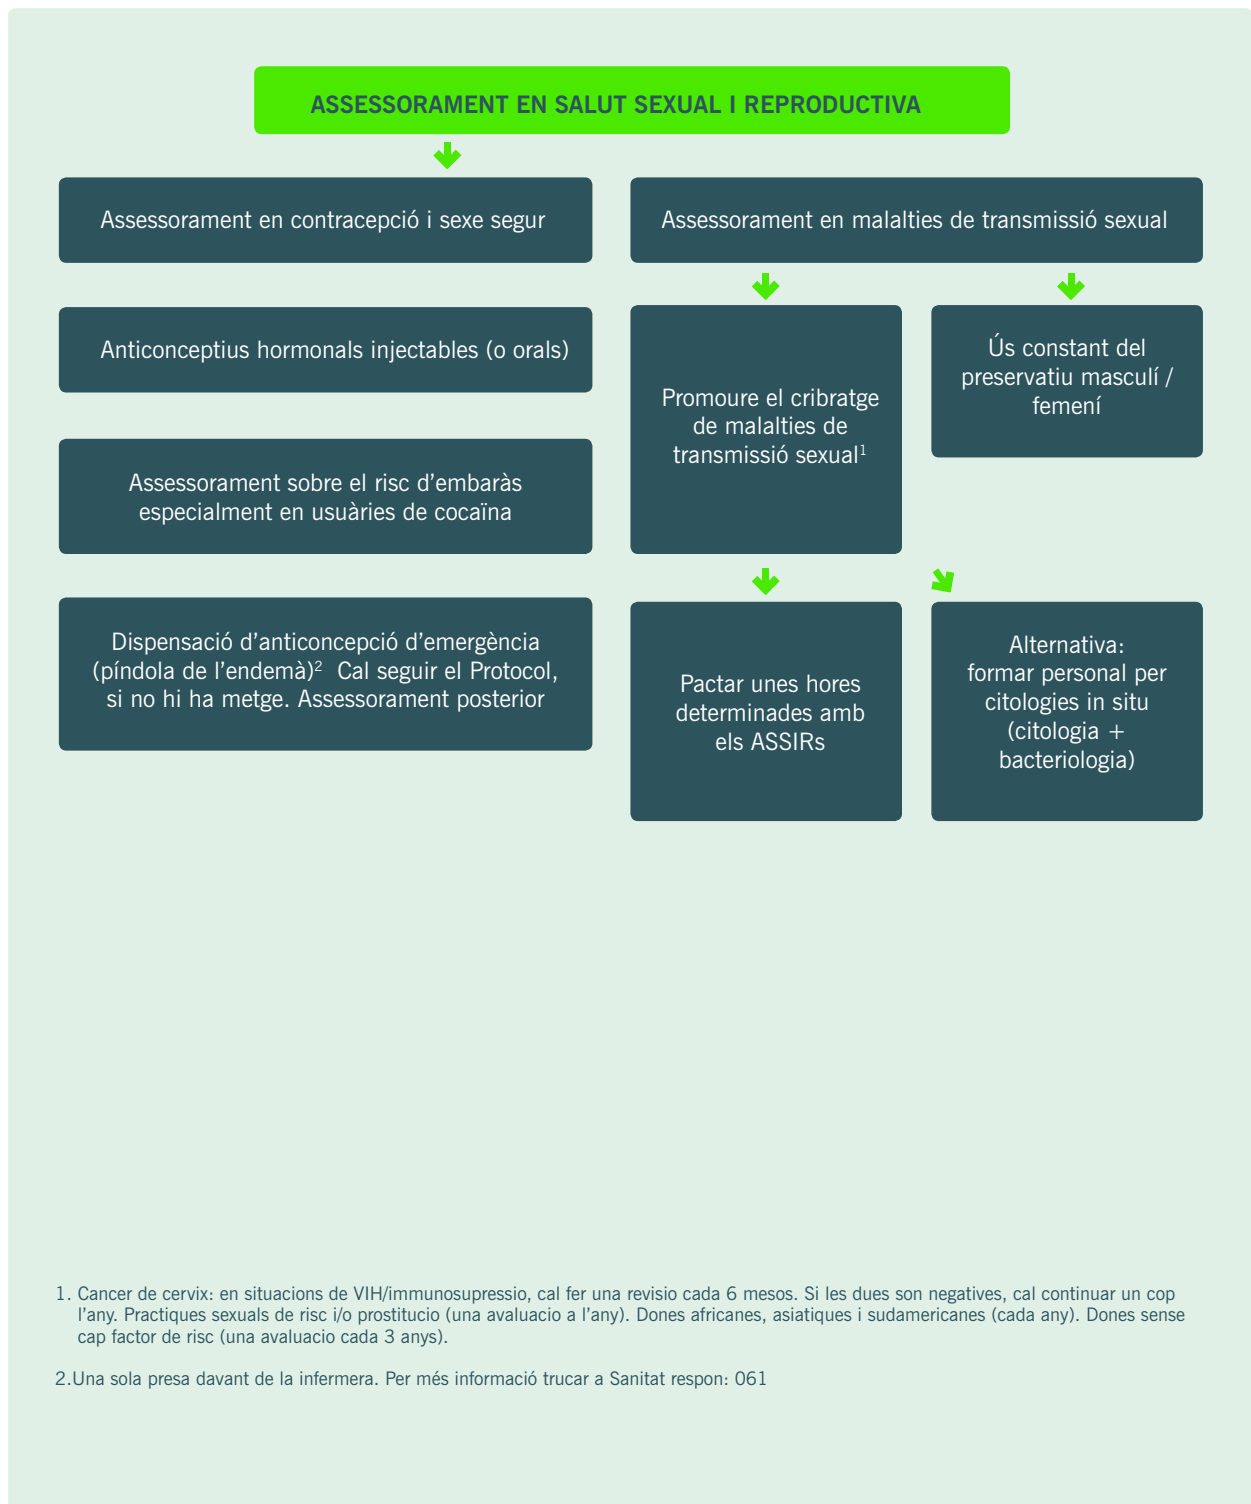 ASSESSORAMENT EN SALUT SEXUAL I REPRODUCTIVA
Assessorament en contracepció i sexe segur
Anticonceptius hormonals injectables (o orals)
Assessorament sobre el risc d’embaràs
especialment en usuàries de cocaïna
Dispensació d’anticoncepció d’emergència
(píndola de l’endemà)2 Cal seguir el Protocol,
si no hi ha metge. Assessorament posterior
Assessorament en malalties de transmissió sexual
Promoure el cribratge
de malalties de
transmissió sexual1
Ús constant del
preservatiu masculí /
femení
Pactar unes hores
determinades amb
els ASSIRs
Alternativa:
formar personal per
citologies in situ
(citologia +
bacteriologia)
1. Cancer de cervix: en situacions de VIH/immunosupressio, cal fer una revisio cada 6 mesos. Si les dues son negatives, cal continuar un cop
l’any. Practiques sexuals de risc i/o prostitucio (una avaluacio a l’any). Dones africanes, asiatiques i sudamericanes (cada any). Dones sense
cap factor de risc (una avaluacio cada 3 anys).
2.Una sola presa davant de la infermera. Per més informació trucar a Sanitat respon: 061